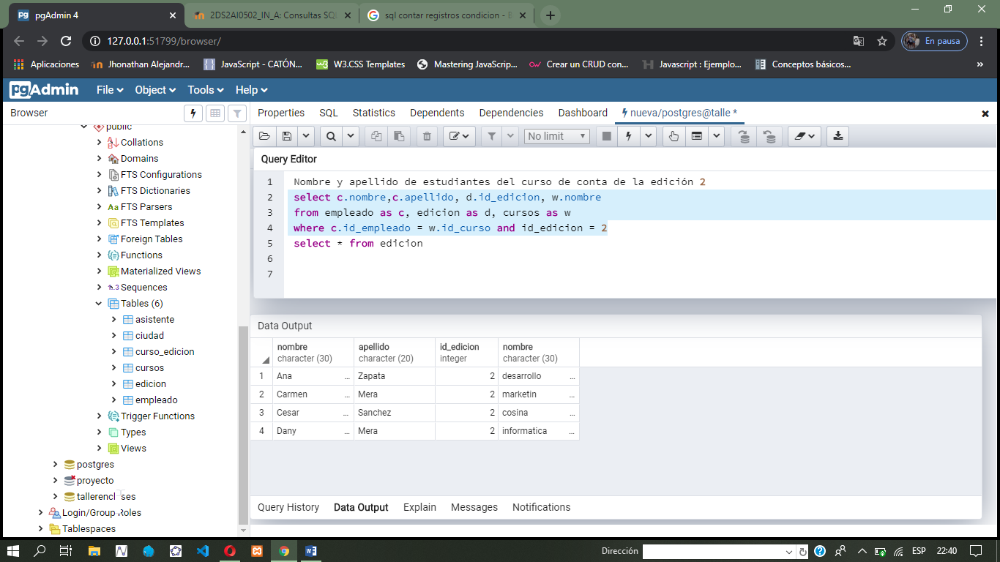 pgAdmin 4
2DS2AI0502_IN_A: Consultas SQL
sql contar registros condicion - B
127.0.0.1:51799/browser/
En pausa
Aplicaciones
Jhonathan Alejandr...
JavaScript - CATÓN...
W3.CSS Templates
Mastering JavaScrip...
Crear un CRUD con...
Javascript : Ejemplo...
Conceptos básicos...
»
pgAdmin
File
Object
Tools
Help
Browser
Properties
SQL
Statistics
Dependents
Dependencies
Dashboard
nueva/postgres@talle *
No limit
public
Collations
Domains
FTS Configurations
FTS Dictionaries
FTS Parsers
FTS Templates
Foreign Tables
Functions
Materialized Views
Sequences
Tables (6)
asistente
ciudad
curso_edicion
cursos
edicion
empleado
Trigger Functions
Types
Views
postgres
proyecto
Login/Group Roles
Tablespaces
Query Editor
1 Nombre y apellido de estudiantes del curso de conta de la edición 2
2 select c.nombre,c.apellido, d.id_edicion, w.nombre
3 from empleado as c, edicion as d, cursos as w
4 where c.id_empleado = w.id_curso and id_edicion = 2
5 select * from edicion
6
7
Data Output
nombre apellido id_edicion nombre
character (30) character (20) integer character (30)
1 Ana ... Zapata 2 desarrollo ...
2 Carmen ... Mera 2 marketin ...
3 Cesar ... Sanchez 2 cosina ...
4 Dany ... Mera 2 informatica ...
Query History
Data Output
Explain
Messages
Notifications
Dirección
ESP
22:40